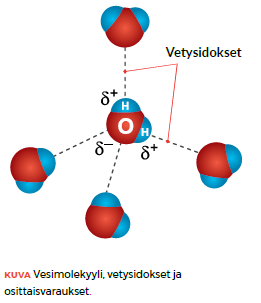 Vetysidokset
δ+
H
O
H
δ–
δ+
KUVA Vesimolekyyli, vetysidokset ja
osittaisvaraukset.